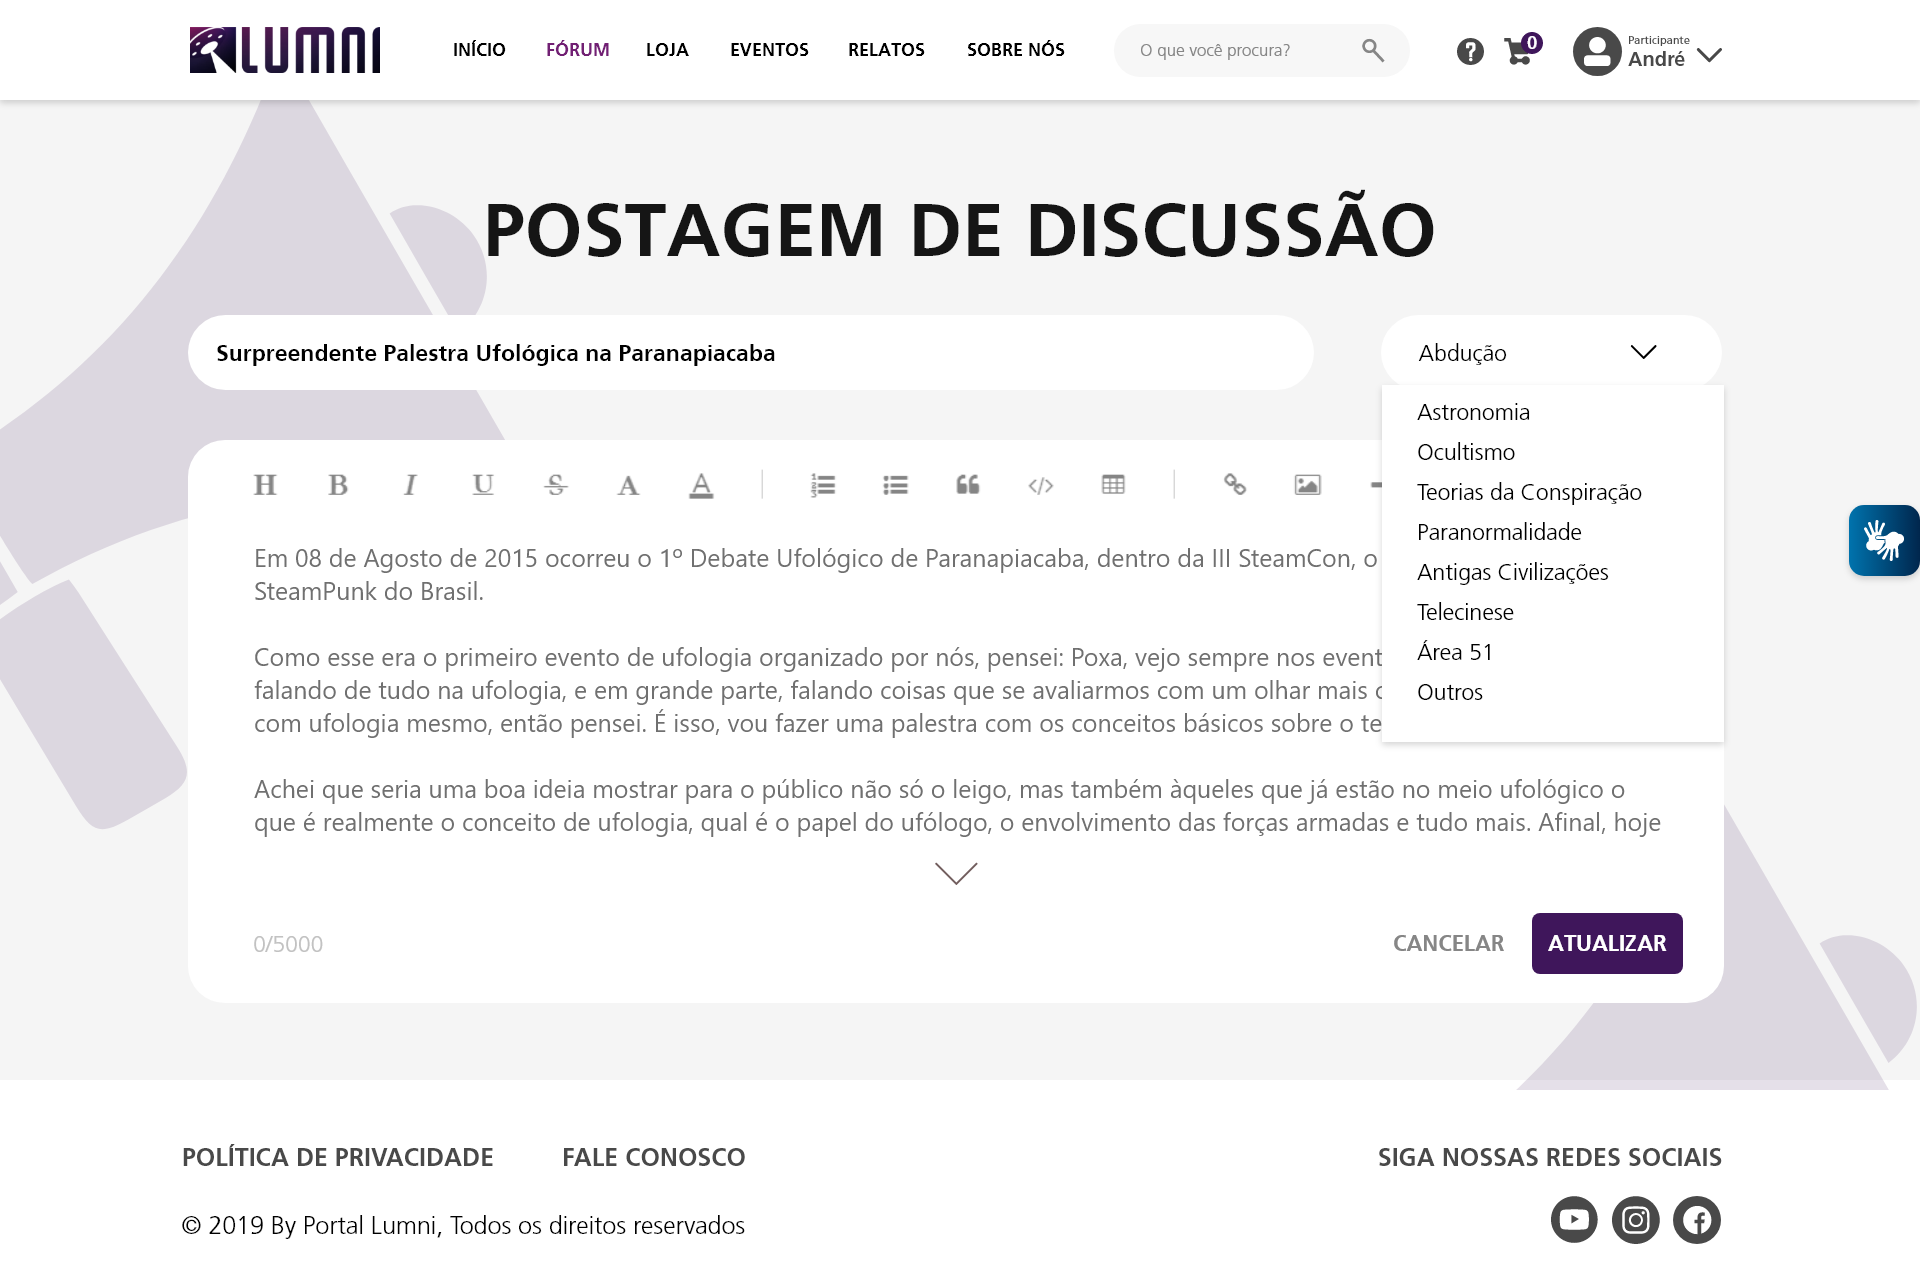 LUMNI
INÍCIO FÓRUM LOJA EVENTOS RELATOS SOBRE NÓS
O que você procura?
0
Participante
André
POSTAGEM DE DISCUSSÃO
Surpreendente Palestra Ufológica na Paranapiacaba
Abdução
Astronomia
Ocultismo
Teorias da Conspiração
Paranormalidade
Antigas Civilizações
Telecinese
Área 51
Outros
H B I U S A A
Em 08 de Agosto de 2015 ocorreu o 1º Debate Ufológico de Paranapiacaba, dentro da III SteamCon, o
SteamPunk do Brasil.
Como esse era o primeiro evento de ufologia organizado por nós, pensei: Poxa, vejo sempre nos event
falando de tudo na ufologia, e em grande parte, falando coisas que se avaliarmos com um olhar mais
com ufologia mesmo, então pensei. É isso, vou fazer uma palestra com os conceitos básicos sobre o te
Achei que seria uma boa ideia mostrar para o público não só o leigo, mas também àqueles que já estão no meio ufológico o
que é realmente o conceito de ufologia, qual é o papel do ufólogo, o envolvimento das forças armadas e tudo mais. Afinal, hoje
0/5000
CANCELAR ATUALIZAR
POLÍTICA DE PRIVACIDADE FALE CONOSCO
SIGA NOSSAS REDES SOCIAIS
© 2019 By Portal Lumni, Todos os direitos reservados